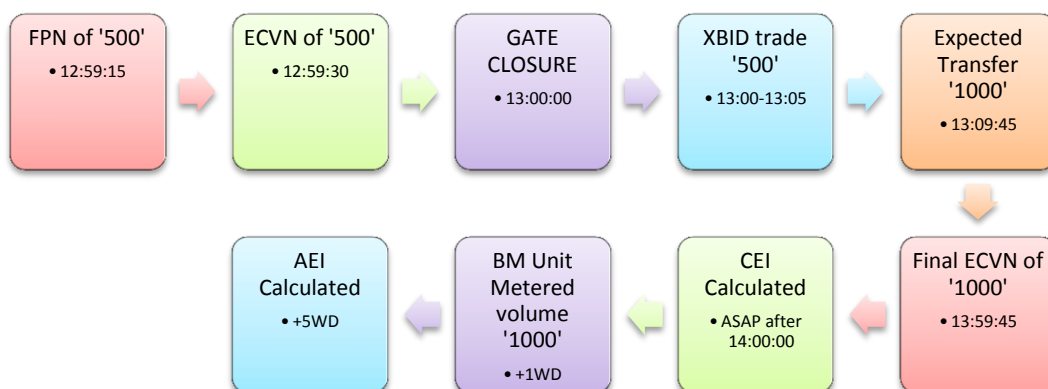 FPN of '500'
• 12:59:15
ECVN of '500'
• 12:59:30
GATE
CLOSURE
• 13:00:00
XBID trade
'500'
• 13:00-13:05
Expected
Transfer
'1000'
• 13:09:45
Final ECVN of
'1000'
• 13:59:45
CEI
Calculated
• ASAP after
14:00:00
BM Unit
Metered
volume
'1000'
• +1WD
AEI
Calculated
• +5WD